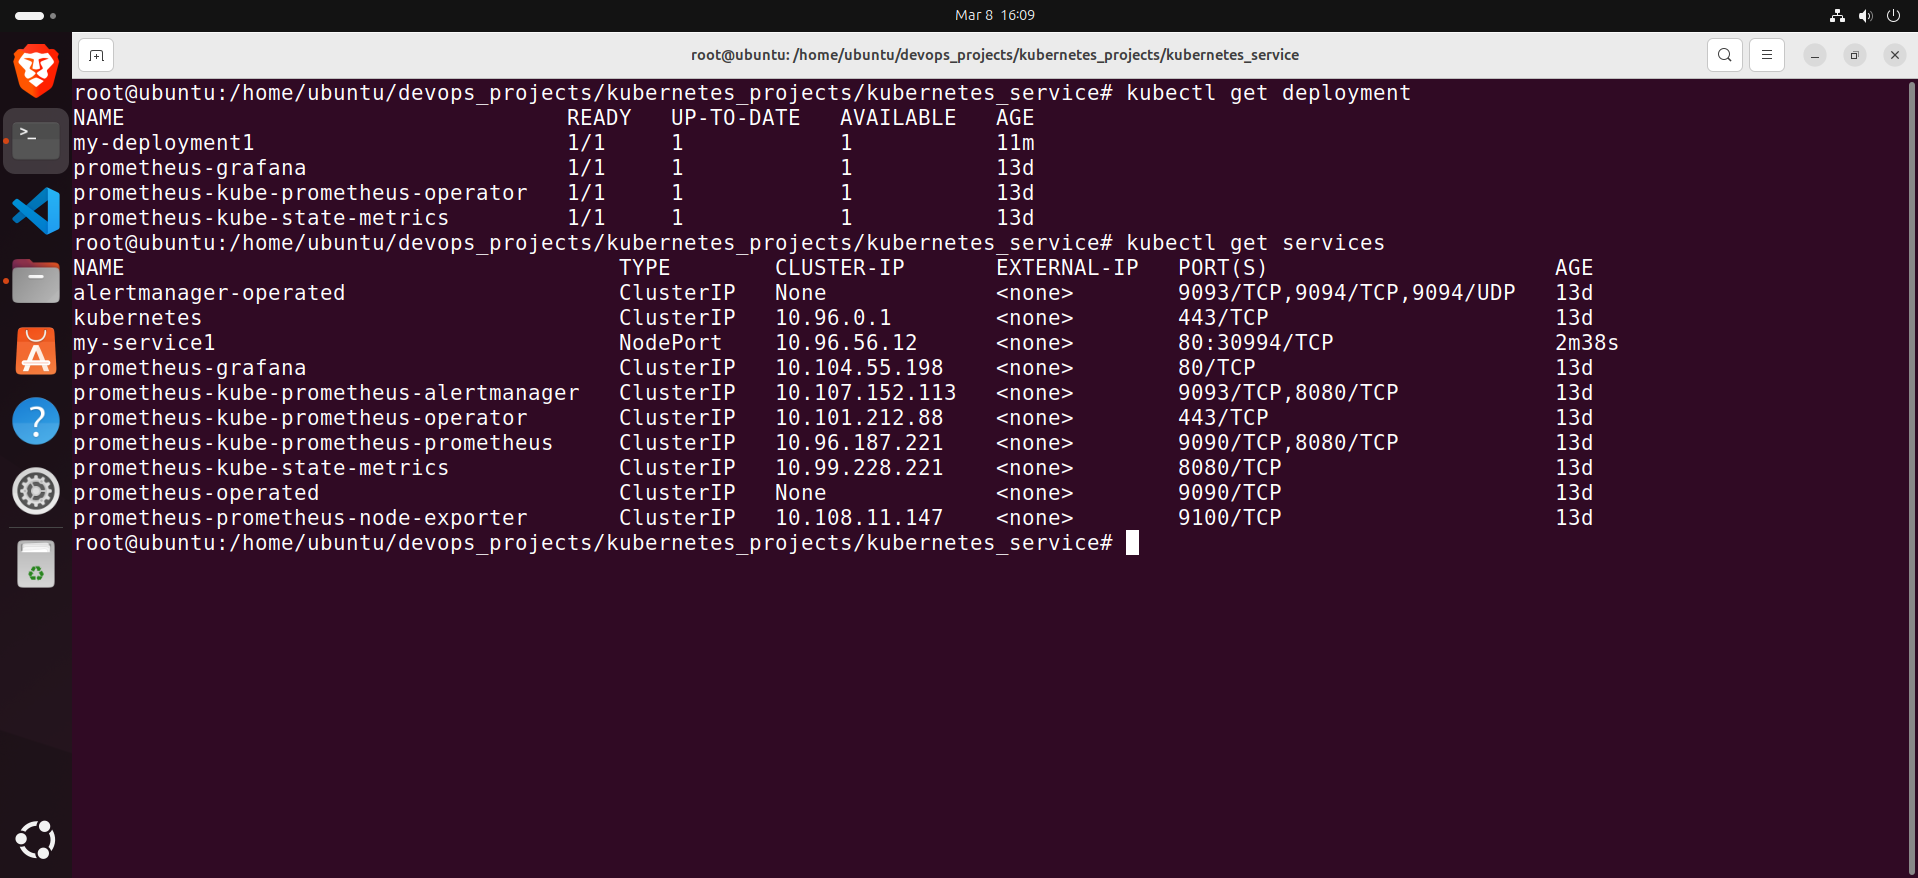 Mar 8 16:09
root@ubuntu: /home/ubuntu/devops_projects/kubernetes_projects/kubernetes_service
root@ubuntu:/home/ubuntu/devops_projects/kubernetes_projects/kubernetes_service# kubectl get deployment
NAME READY UP-TO-DATE AVAILABLE AGE
my-deployment1 1/1 1 1 11m
prometheus-grafana 1/1 1 1 13d
prometheus-kube-prometheus-operator 1/1 1 1 13d
prometheus-kube-state-metrics 1/1 1 1 13d
root@ubuntu:/home/ubuntu/devops_projects/kubernetes_projects/kubernetes_service# kubectl get services
NAME TYPE CLUSTER-IP EXTERNAL-IP PORT(S) AGE
alertmanager-operated ClusterIP None <none> 9093/TCP,9094/TCP,9094/UDP 13d
kubernetes ClusterIP 10.96.0.1 <none> 443/TCP 13d
my-service1 NodePort 10.96.56.12 <none> 80:30994/TCP 2m38s
prometheus-grafana ClusterIP 10.104.55.198 <none> 80/TCP 13d
prometheus-kube-prometheus-alertmanager ClusterIP 10.107.152.113 <none> 9093/TCP,8080/TCP 13d
prometheus-kube-prometheus-operator ClusterIP 10.101.212.88 <none> 443/TCP 13d
prometheus-kube-prometheus-prometheus ClusterIP 10.96.187.221 <none> 9090/TCP,8080/TCP 13d
prometheus-kube-state-metrics ClusterIP 10.99.228.221 <none> 8080/TCP 13d
prometheus-operated ClusterIP None <none> 9090/TCP 13d
prometheus-prometheus-node-exporter ClusterIP 10.108.11.147 <none> 9100/TCP 13d
root@ubuntu:/home/ubuntu/devops_projects/kubernetes_projects/kubernetes_service#